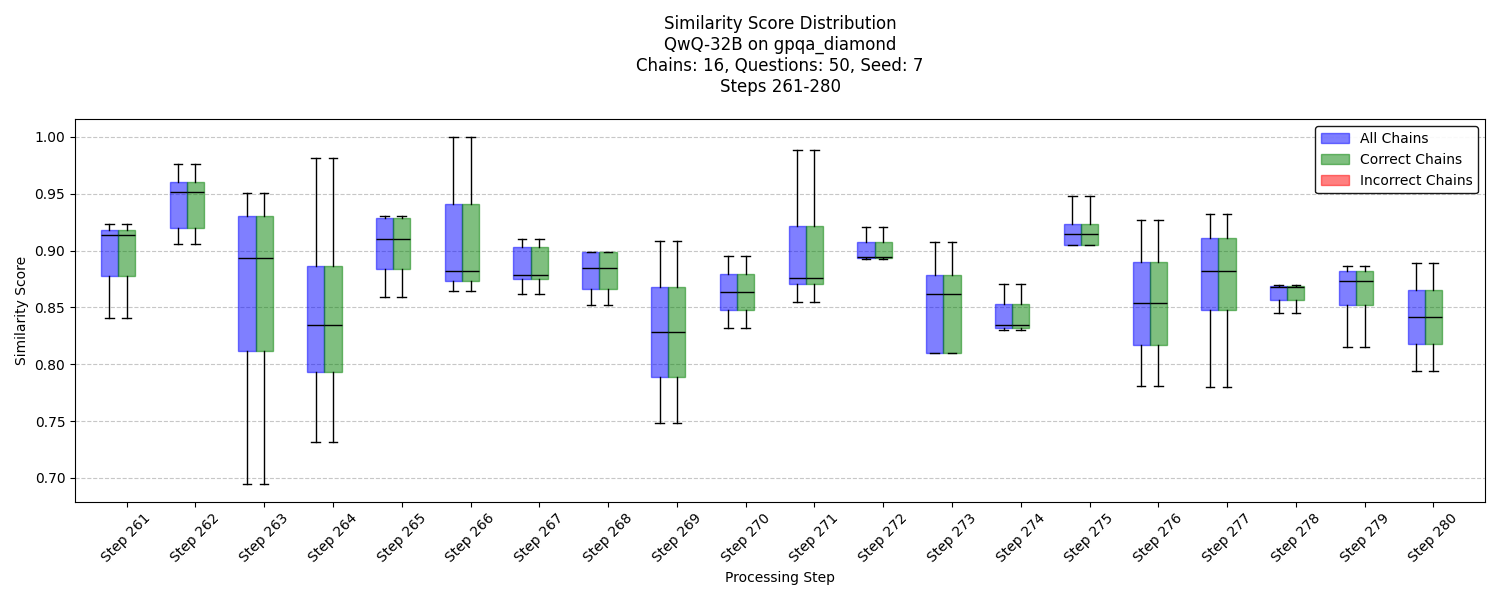 Similarity Score Distribution
QwQ-32B on gpqa_diamond
Chains: 16, Questions: 50, Seed: 7
Steps 261-280
All Chains
Correct Chains
Incorrect Chains
Similarity Score
1.00
0.95
0.90
0.85
0.80
0.75
0.70
Step 261
Step 262
Step 263
Step 264
Step 265
Step 266
Step 267
Step 268
Step 269
Step 270
Step 271
Step 272
Step 273
Step 274
Step 275
Step 276
Step 277
Step 278
Step 279
Step 280
Processing Step